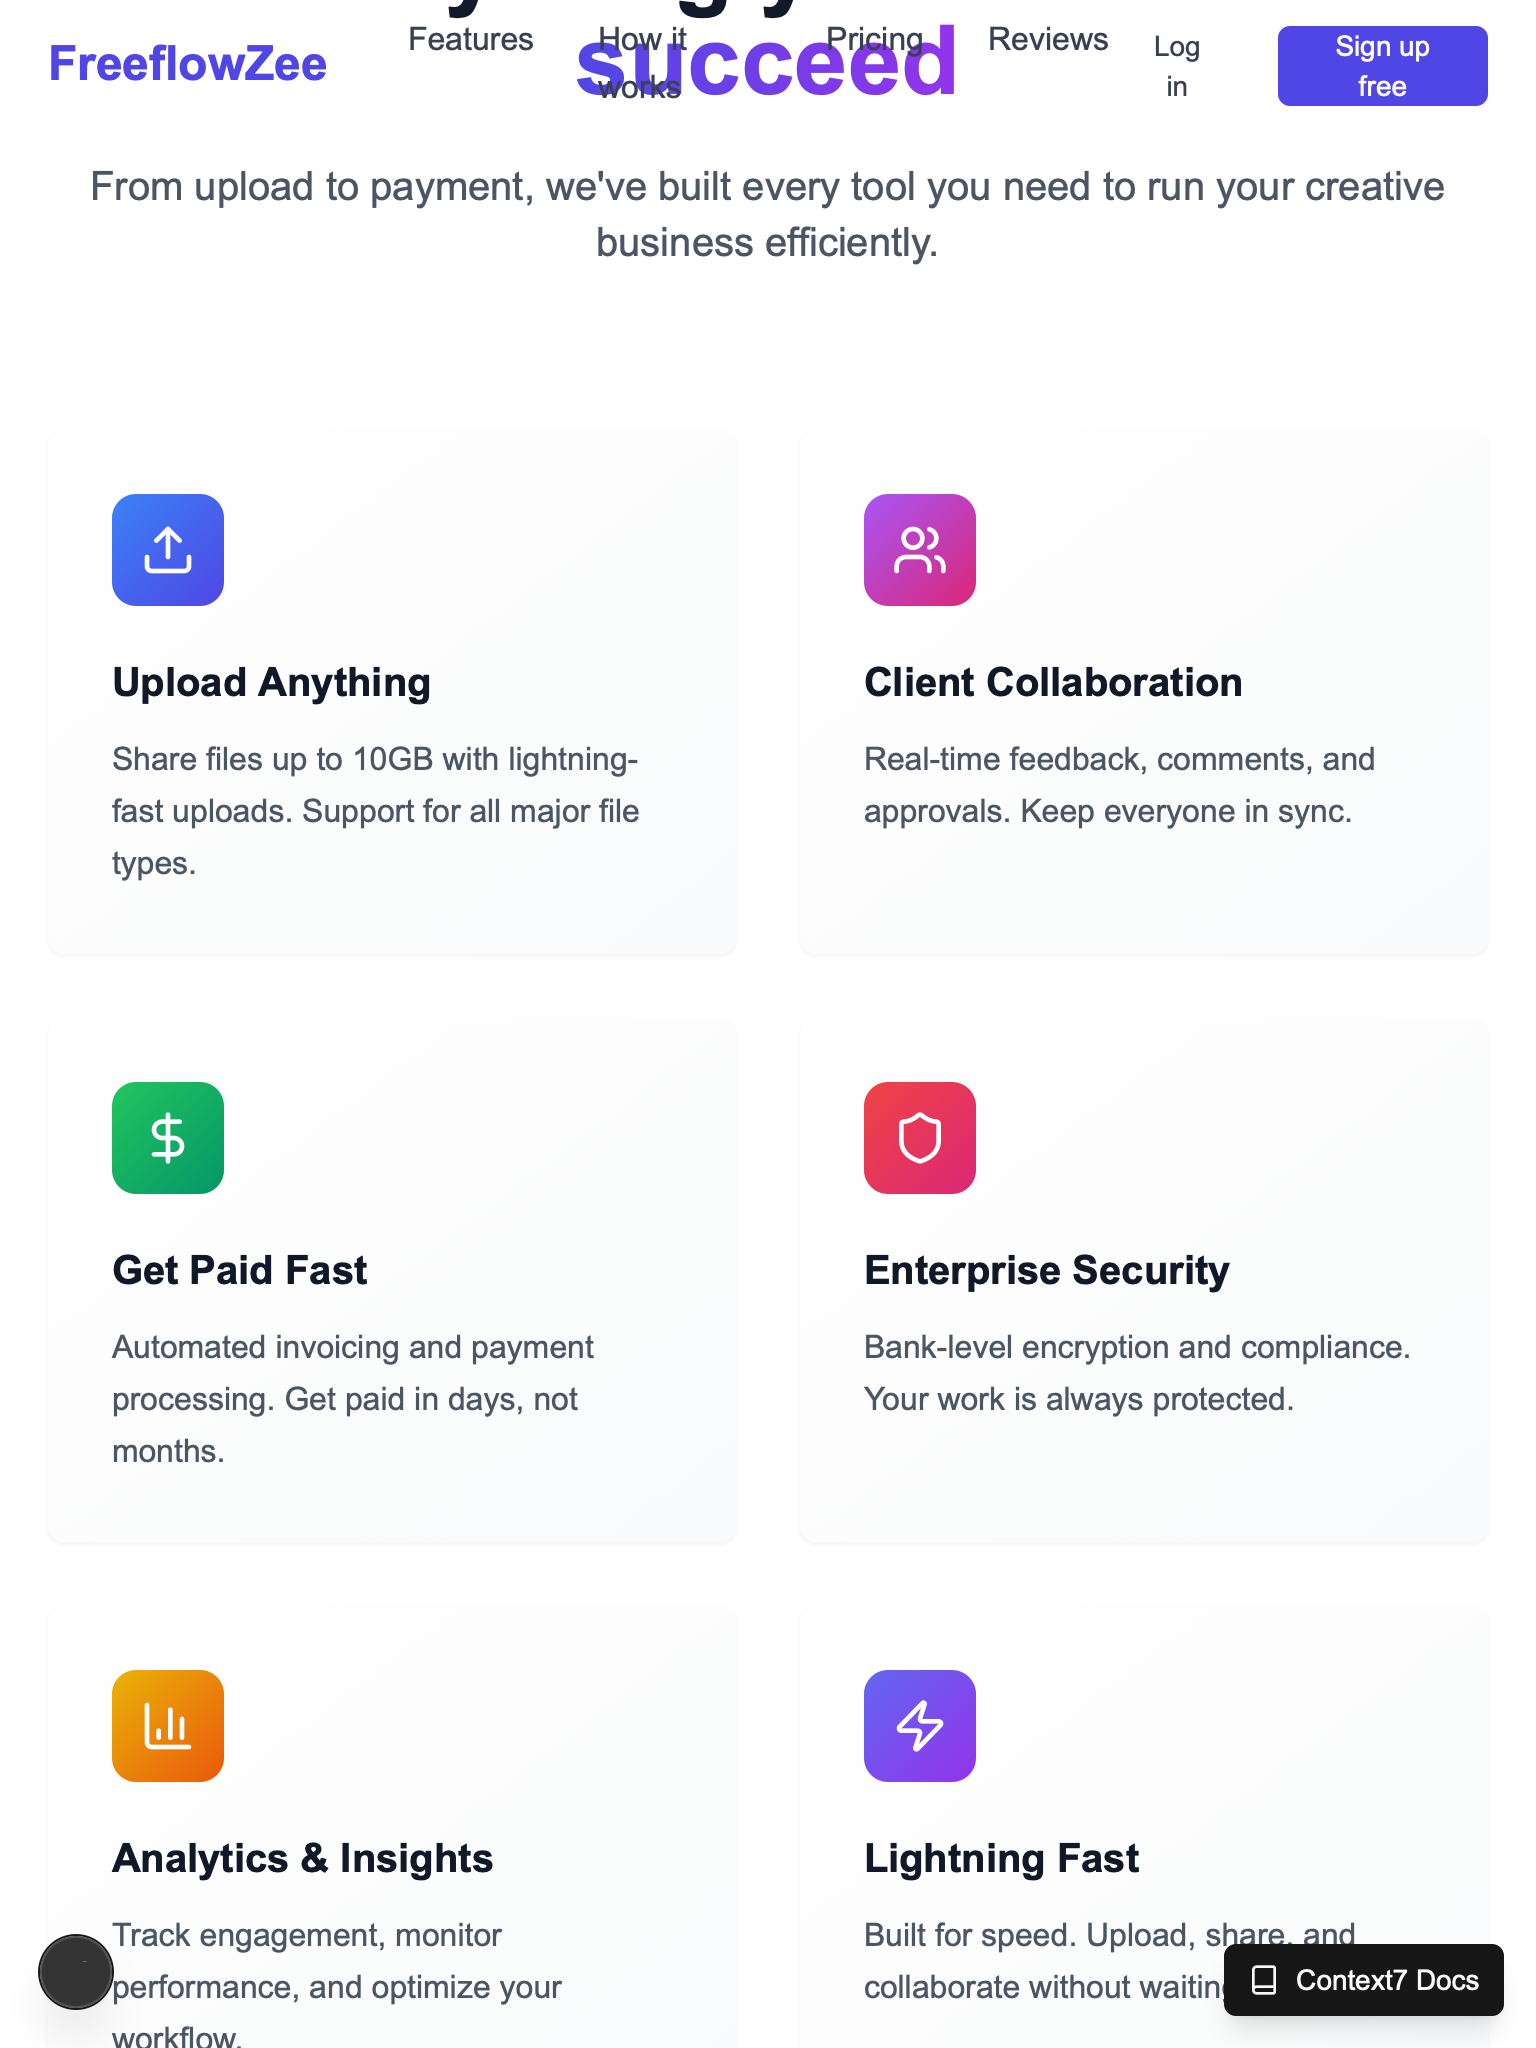 FreeflowZee
Features
How it
works
Pricing
Reviews
Log
in
Sign up
free
succeed
From upload to payment, we've built every tool you need to run your creative
business efficiently.
Upload Anything
Share files up to 10GB with lightning-
fast uploads. Support for all major file
types.
Client Collaboration
Real-time feedback, comments, and
approvals. Keep everyone in sync.
Get Paid Fast
Automated invoicing and payment
processing. Get paid in days, not
months.
Enterprise Security
Bank-level encryption and compliance.
Your work is always protected.
Analytics & Insights
Track engagement, monitor
performance, and optimize your
workflow.
Lightning Fast
Built for speed. Upload, share, and
collaborate without waiting
Context7 Docs